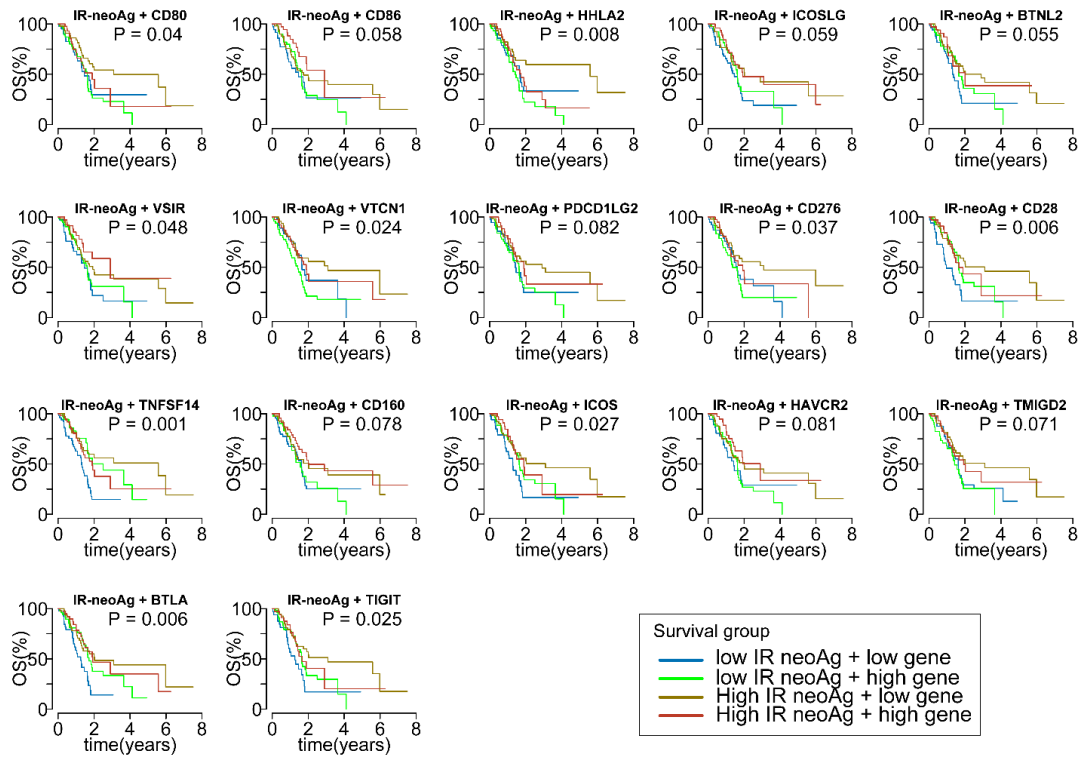 IR-neoAg + CD80
P = 0.04
OS(%)
100
50
0
0 2 4 6 8
time(years)
IR-neoAg + CD86
P = 0.058
OS(%)
100
50
0
0 2 4 6 8
time(years)
IR-neoAg + HHLA2
P = 0.008
OS(%)
100
50
0
0 2 4 6 8
time(years)
IR-neoAg + ICOSLG
P = 0.059
OS(%)
100
50
0
0 2 4 6 8
time(years)
IR-neoAg + BTNL2
P = 0.055
OS(%)
100
50
0
0 2 4 6 8
time(years)
IR-neoAg + VSIR
P = 0.048
OS(%)
100
50
0
0 2 4 6 8
time(years)
IR-neoAg + VTCN1
P = 0.024
OS(%)
100
50
0
0 2 4 6 8
time(years)
IR-neoAg + PDCD1LG2
P = 0.082
OS(%)
100
50
0
0 2 4 6 8
time(years)
IR-neoAg + CD276
P = 0.037
OS(%)
100
50
0
0 2 4 6 8
time(years)
IR-neoAg + CD28
P = 0.006
OS(%)
100
50
0
0 2 4 6 8
time(years)
IR-neoAg + TNFSF14
P = 0.001
OS(%)
100
50
0
0 2 4 6 8
time(years)
IR-neoAg + CD160
P = 0.078
OS(%)
100
50
0
0 2 4 6 8
time(years)
IR-neoAg + ICOS
P = 0.027
OS(%)
100
50
0
0 2 4 6 8
time(years)
IR-neoAg + HAVCR2
P = 0.081
OS(%)
100
50
0
0 2 4 6 8
time(years)
IR-neoAg + TMIGD2
P = 0.071
OS(%)
100
50
0
0 2 4 6 8
time(years)
IR-neoAg + BTLA
P = 0.006
OS(%)
100
50
0
0 2 4 6 8
time(years)
IR-neoAg + TIGIT
P = 0.025
OS(%)
100
50
0
0 2 4 6 8
time(years)
Survival group
low IR neoAg + low gene
low IR neoAg + high gene
High IR neoAg + low gene
High IR neoAg + high gene